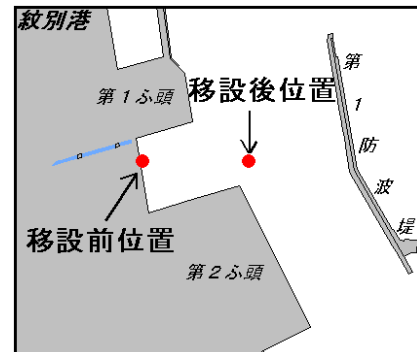 紋別港
第1ふ頭
移設後位置
第1防波堤
移設前位置
第2ふ頭